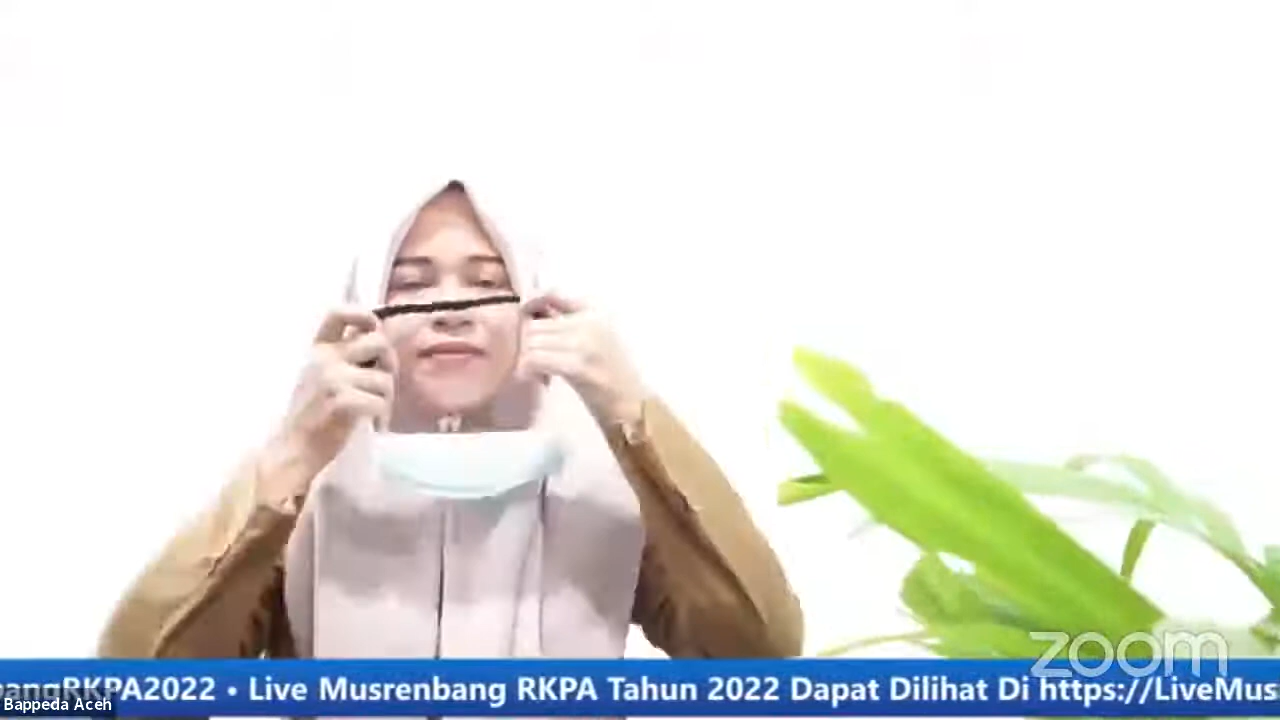 zoom
angRKPA2022 • Live Musrenbang RKPA Tahun 2022 Dapat Dilihat Di https://LiveMus
Bappeda Aceh